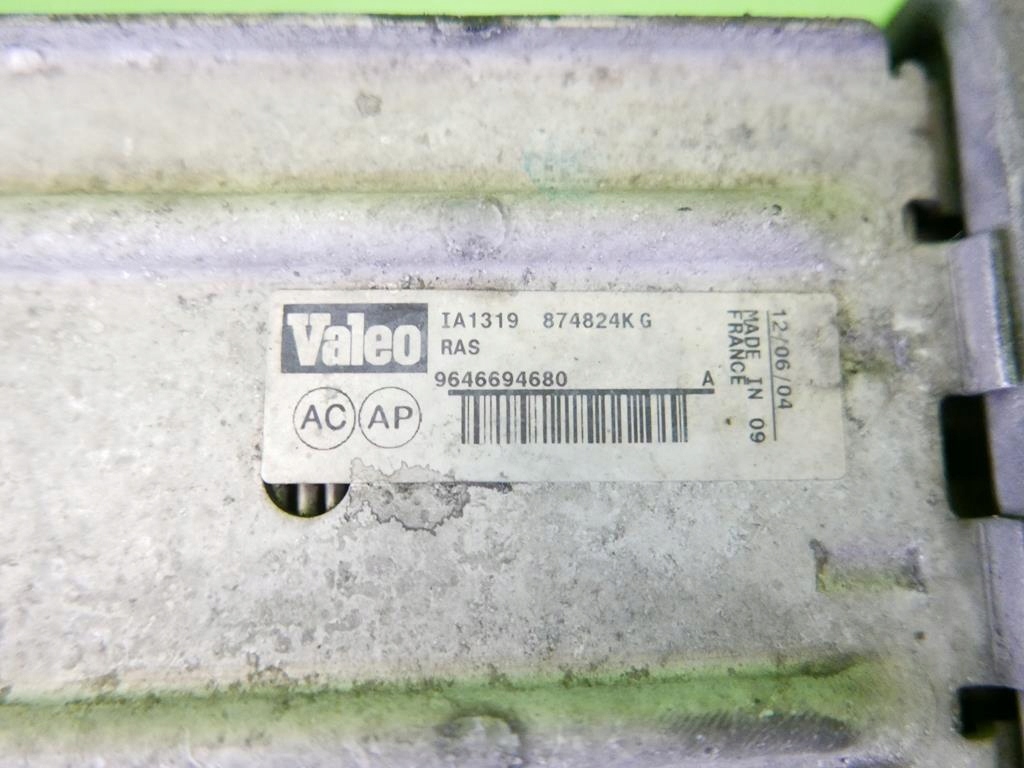 Valeo IA1319 874824K G
RAS
9646694680 A
AC AP
12/06/04
MADE IN 09
FRANCE